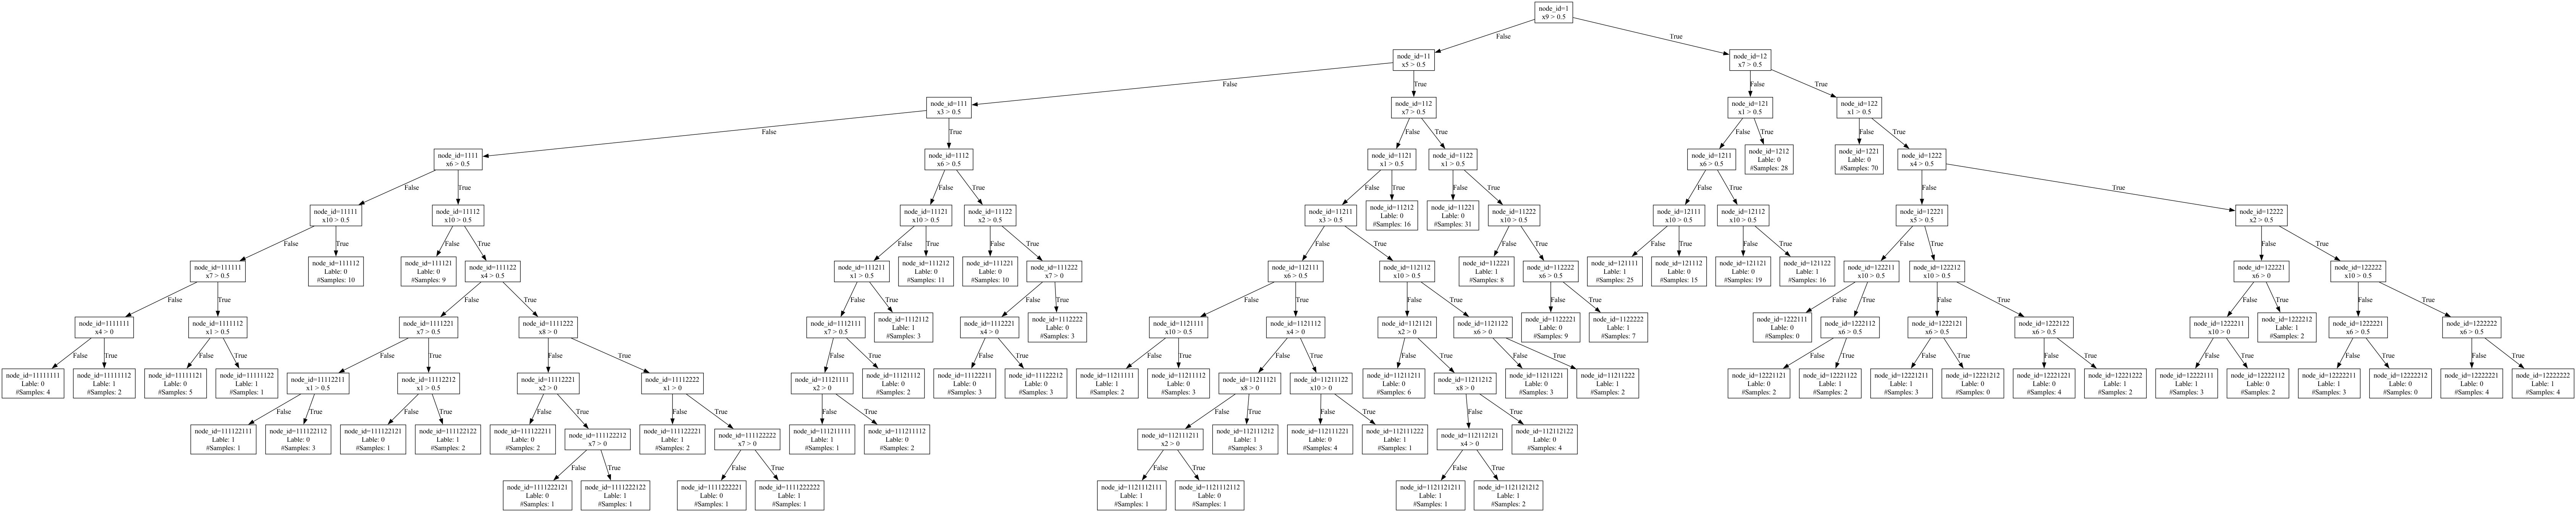 node_id=1
x9 > 0.5
False
True
node_id=11
x5 > 0.5
node_id=12
x7 > 0.5
False
True
False
True
node_id=111
x3 > 0.5
node_id=112
x7 > 0.5
node_id=121
x1 > 0.5
node_id=122
x1 > 0.5
False
True
False
True
False
True
False
True
node_id=1111
x6 > 0.5
node_id=1112
x6 > 0.5
node_id=1121
x1 > 0.5
node_id=1122
x1 > 0.5
node_id=1211
x6 > 0.5
node_id=1212
Lable: 0
#Samples: 28
node_id=1221
Lable: 0
#Samples: 70
node_id=1222
x4 > 0.5
False
True
False
True
False
True
False
True
False
True
False
True
node_id=11111
x10 > 0.5
node_id=11112
x10 > 0.5
node_id=11121
x10 > 0.5
node_id=11122
x2 > 0.5
node_id=11211
x3 > 0.5
node_id=11212
Lable: 0
#Samples: 16
node_id=11221
Lable: 0
#Samples: 31
node_id=11222
x10 > 0.5
node_id=12111
x10 > 0.5
node_id=12112
x10 > 0.5
node_id=12221
x5 > 0.5
node_id=12222
x2 > 0.5
False
True
False
True
False
True
False
True
False
True
False
True
False
True
False
True
False
True
False
True
node_id=111111
x7 > 0.5
node_id=111112
Lable: 0
#Samples: 10
node_id=111121
Lable: 0
#Samples: 9
node_id=111122
x4 > 0.5
node_id=111211
x1 > 0.5
node_id=111212
Lable: 0
#Samples: 11
node_id=111221
Lable: 0
#Samples: 10
node_id=111222
x7 > 0
node_id=112111
x6 > 0.5
node_id=112112
x10 > 0.5
node_id=112221
Lable: 1
#Samples: 8
node_id=112222
x6 > 0.5
node_id=121111
Lable: 1
#Samples: 25
node_id=121112
Lable: 0
#Samples: 15
node_id=121121
Lable: 0
#Samples: 19
node_id=121122
Lable: 1
#Samples: 16
node_id=122211
x10 > 0.5
node_id=122212
x10 > 0.5
node_id=122221
x6 > 0
node_id=122222
x10 > 0.5
False
True
False
True
False
True
False
True
False
True
False
True
False
True
False
True
False
True
False
True
False
True
node_id=1111111
x4 > 0
node_id=1111112
x1 > 0.5
node_id=1111221
x7 > 0.5
node_id=1111222
x8 > 0
node_id=1112111
x7 > 0.5
node_id=1112112
Lable: 1
#Samples: 3
node_id=1112221
x4 > 0
node_id=1112222
Lable: 0
#Samples: 3
node_id=1121111
x10 > 0.5
node_id=1121112
x4 > 0
node_id=1121121
x2 > 0
node_id=1121122
x6 > 0
node_id=1122221
Lable: 0
#Samples: 9
node_id=1122222
Lable: 1
#Samples: 7
node_id=1222111
Lable: 0
#Samples: 0
node_id=1222112
x6 > 0.5
node_id=1222121
x6 > 0.5
node_id=1222122
x6 > 0.5
node_id=1222211
x10 > 0
node_id=1222212
Lable: 1
#Samples: 2
node_id=1222221
x6 > 0.5
node_id=1222222
x6 > 0.5
False
True
False
True
False
True
False
True
False
True
False
True
False
True
False
True
False
True
False
True
False
True
False
True
False
True
False
True
False
True
False
True
node_id=11111111
Lable: 0
#Samples: 4
node_id=11111112
Lable: 1
#Samples: 2
node_id=11111121
Lable: 0
#Samples: 5
node_id=11111122
Lable: 1
#Samples: 1
node_id=11112211
x1 > 0.5
node_id=11112212
x1 > 0.5
node_id=11112221
x2 > 0
node_id=11112222
x1 > 0
node_id=11121111
x2 > 0
node_id=11121112
Lable: 0
#Samples: 2
node_id=11122211
Lable: 0
#Samples: 3
node_id=11122212
Lable: 0
#Samples: 3
node_id=11211111
Lable: 1
#Samples: 2
node_id=11211112
Lable: 0
#Samples: 3
node_id=11211121
x8 > 0
node_id=11211122
x10 > 0
node_id=11211211
Lable: 0
#Samples: 6
node_id=11211212
x8 > 0
node_id=11211221
Lable: 0
#Samples: 3
node_id=11211222
Lable: 1
#Samples: 2
node_id=12221121
Lable: 0
#Samples: 2
node_id=12221122
Lable: 1
#Samples: 2
node_id=12221211
Lable: 1
#Samples: 3
node_id=12221212
Lable: 0
#Samples: 0
node_id=12221221
Lable: 0
#Samples: 4
node_id=12221222
Lable: 1
#Samples: 2
node_id=12222111
Lable: 1
#Samples: 3
node_id=12222112
Lable: 0
#Samples: 2
node_id=12222211
Lable: 1
#Samples: 3
node_id=12222212
Lable: 0
#Samples: 0
node_id=12222221
Lable: 0
#Samples: 4
node_id=12222222
Lable: 1
#Samples: 4
False
True
False
True
False
True
False
True
False
True
False
True
False
True
False
True
node_id=111122111
Lable: 1
#Samples: 1
node_id=111122112
Lable: 0
#Samples: 3
node_id=111122121
Lable: 0
#Samples: 1
node_id=111122122
Lable: 1
#Samples: 2
node_id=111122211
Lable: 0
#Samples: 2
node_id=111122212
x7 > 0
node_id=111122221
Lable: 1
#Samples: 2
node_id=111122222
x7 > 0
node_id=111211111
Lable: 1
#Samples: 1
node_id=111211112
Lable: 0
#Samples: 2
node_id=112111211
x2 > 0
node_id=112111212
Lable: 1
#Samples: 3
node_id=112111221
Lable: 0
#Samples: 4
node_id=112111222
Lable: 1
#Samples: 1
node_id=112112121
x4 > 0
node_id=112112122
Lable: 0
#Samples: 4
False
True
False
True
False
True
False
True
node_id=1111222121
Lable: 0
#Samples: 1
node_id=1111222122
Lable: 1
#Samples: 1
node_id=1111222221
Lable: 0
#Samples: 1
node_id=1111222222
Lable: 1
#Samples: 1
node_id=1121112111
Lable: 1
#Samples: 1
node_id=1121112112
Lable: 0
#Samples: 1
node_id=1121121211
Lable: 1
#Samples: 1
node_id=1121121212
Lable: 1
#Samples: 2